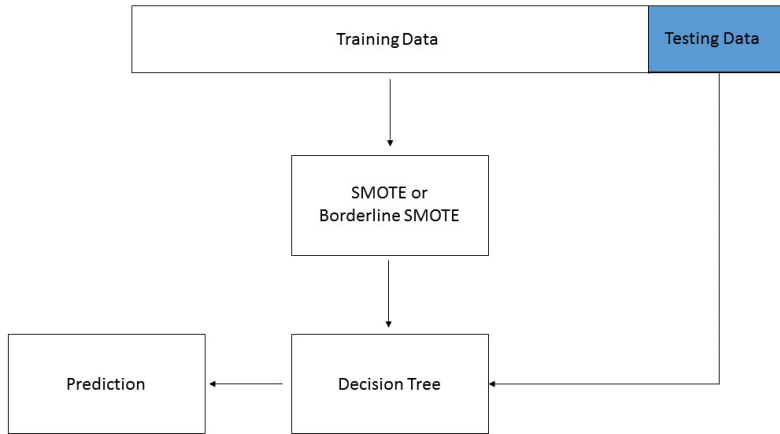 Training Data
Testing Data
SMOTE or
Borderline SMOTE
Prediction
Decision Tree